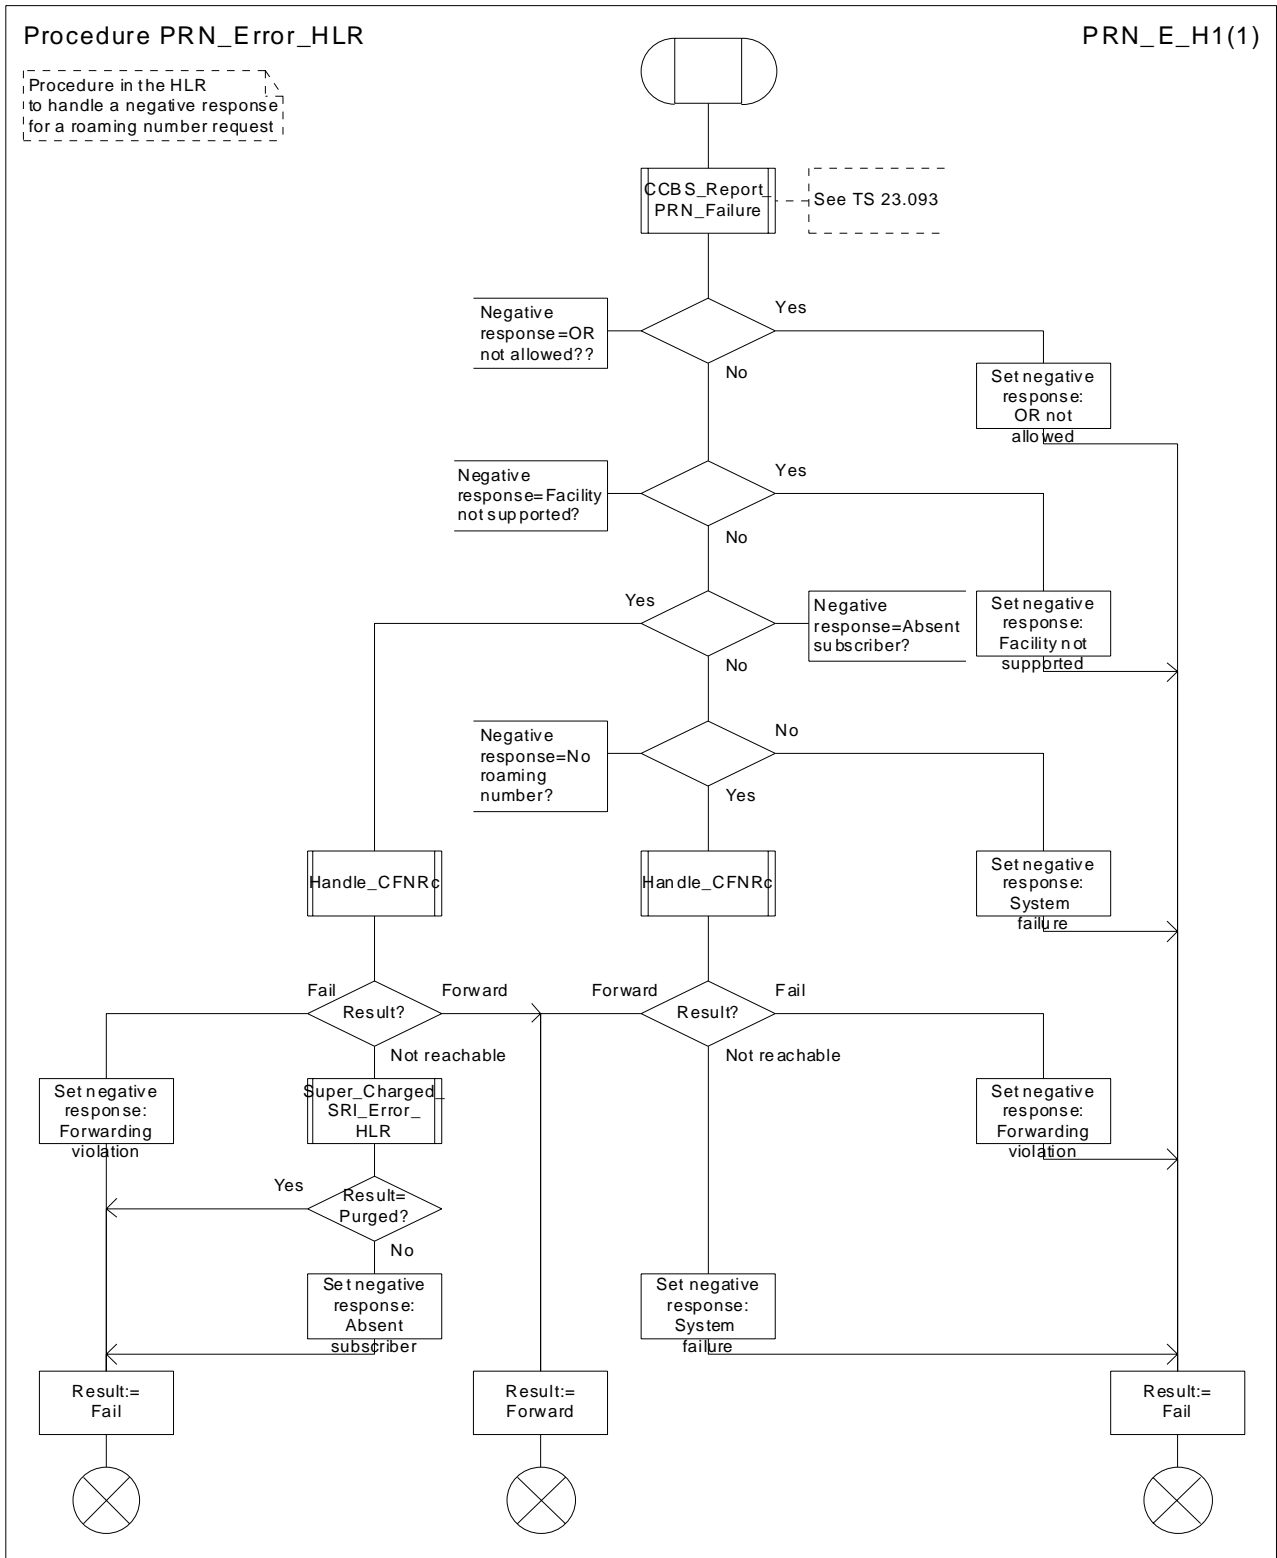 Procedure PRN_Error_HLR
PRN_E_H1(1)
Procedure in the HLR
to handle a negative response
for a roaming number request
CCBS_Report_
PRN_Failure
See TS 23.093
Negative
response=OR
not allowed??
Yes
No
Set negative
response:
OR not
allowed
Negative
response=Facility
not supported?
Yes
No
Yes
Negative
response=Absent
subscriber?
Set negative
response:
Facility not
supported
No
Negative
response=No
roaming
number?
No
Yes
Handle_CFNRc
Handle_CFNRc
Set negative
response:
System
failure
Fail
Result?
Forward
Forward
Result?
Fail
Not reachable
Not reachable
Set negative
response:
Forwarding
violation
Super_Charged_
SRI_Error_
HLR
Set negative
response:
Forwarding
violation
Yes
Result=
Purged?
No
Set negative
response:
Absent
subscriber
Set negative
response:
System
failure
Result:=
Fail
Result:=
Forward
Result:=
Fail